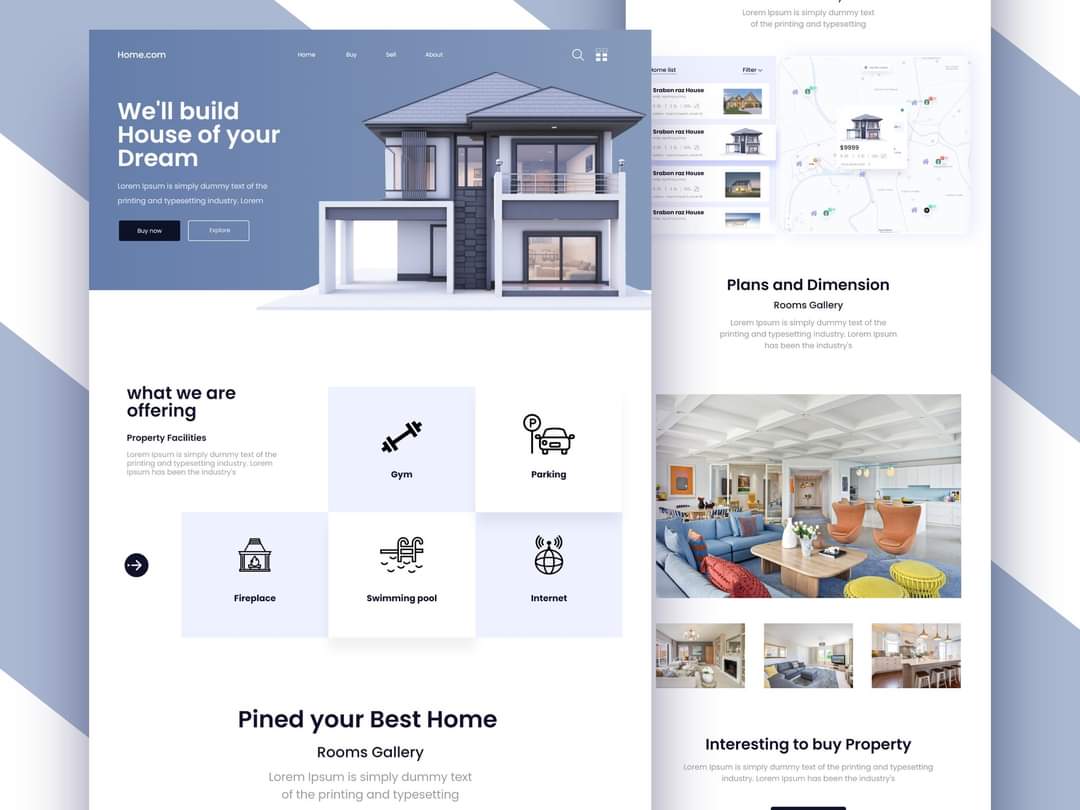 Home.com
Home
Buy
Sell
About
We'll build
House of your
Dream
Lorem Ipsum is simply dummy text of the
printing and typesetting industry. Lorem
Buy now
Explore
what we are
offering
Property Facilities
Lorem Ipsum is simply dummy text of the
printing and typesetting industry. Lorem
Ipsum has been the industry's
Gym
P
Parking
Fireplace
Swimming pool
Internet
Pined your Best Home
Rooms Gallery
Lorem Ipsum is simply dummy text
of the printing and typesetting
Lorem Ipsum is simply dummy text
of the printing and typesetting
Home list
Filter
Srabon raz House
Srabon raz House
Srabon raz House
Srabon raz House
$9999
Plans and Dimension
Rooms Gallery
Lorem Ipsum is simply dummy text of the
printing and typesetting industry. Lorem Ipsum
has been the industry's
Interesting to buy Property
Lorem Ipsum is simply dummy text of the printing and typesetting
industry. Lorem Ipsum has been the industry's